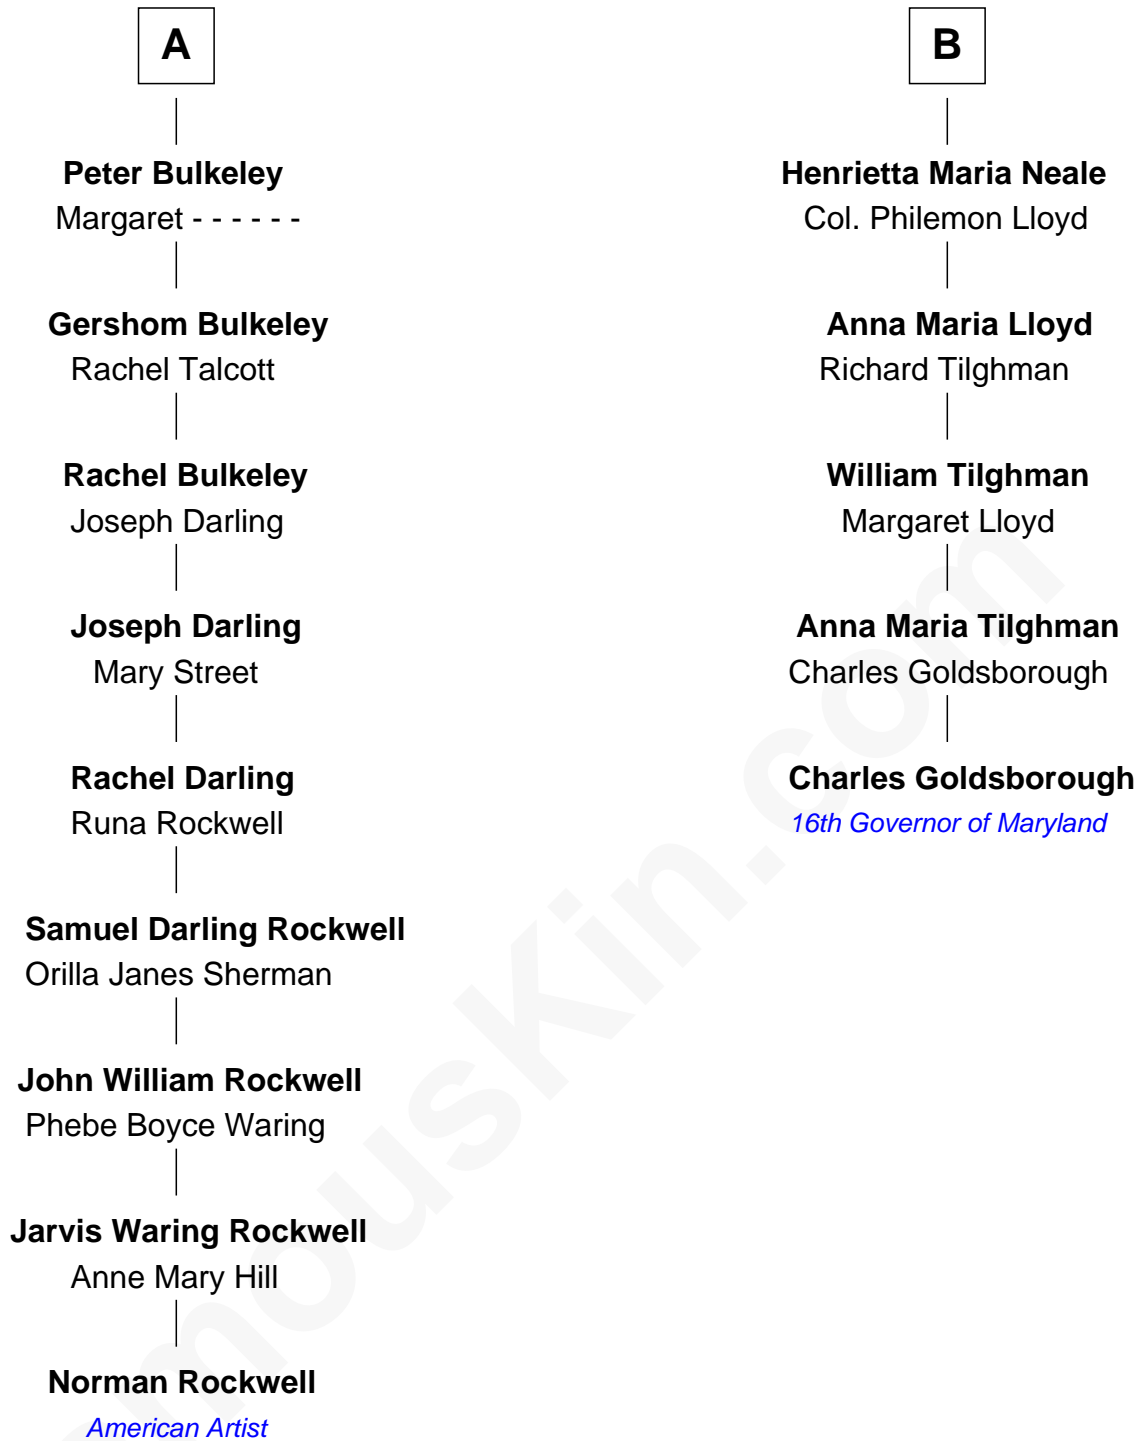 A
Peter Bulkeley
Margaret - - - - - -
Gershom Bulkeley
Rachel Talcott
Rachel Bulkeley
Joseph Darling
Joseph Darling
Mary Street
Rachel Darling
Runa Rockwell
Samuel Darling Rockwell
Orilla Janes Sherman
John William Rockwell
Phebe Boyce Waring
Jarvis Waring Rockwell
Anne Mary Hill
Norman Rockwell
American Artist
B
Henrietta Maria Neale
Col. Philemon Lloyd
Anna Maria Lloyd
Richard Tilghman
William Tilghman
Margaret Lloyd
Anna Maria Tilghman
Charles Goldsborough
Charles Goldsborough
16th Governor of Maryland
mousKin.com